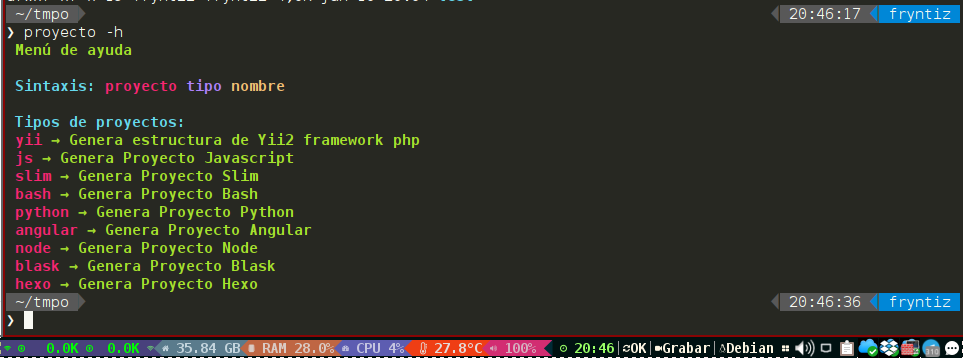 ~/tmpo 20:46:17 fryntiz
❯ proyecto -h
Menú de ayuda
Sintaxis: proyecto tipo nombre
Tipos de proyectos:
yii → Genera estructura de Yii2 framework php
js → Genera Proyecto Javascript
slim → Genera Proyecto Slim
bash → Genera Proyecto Bash
python → Genera Proyecto Python
angular → Genera Proyecto Angular
node → Genera Proyecto Node
blask → Genera Proyecto Blask
hexo → Genera Proyecto Hexo
~/tmpo 20:46:36 fryntiz
❯
0.0K 0.0K 35.84 GB RAM 28.0% CPU 4% 27.8°C 100% 20:46 OK Grabar Debian